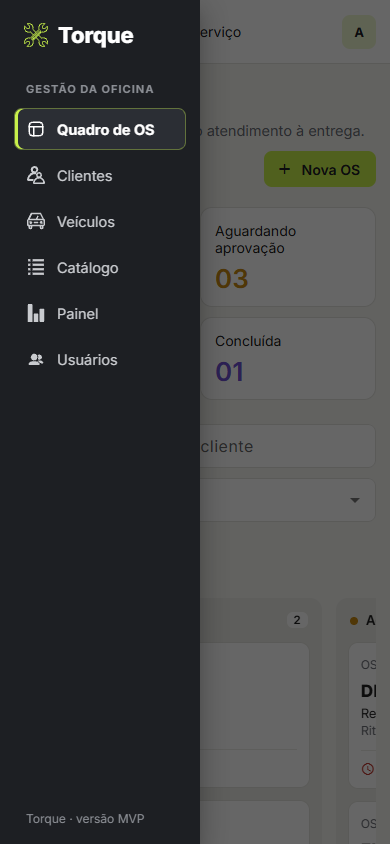 Torque
erviço
A
GESTÃO DA OFICINA
Quadro de OS
o atendimento à entrega.
Clientes
+ Nova OS
Veículos
Aguardando
aprovação
03
Catálogo
Painel
Concluída
01
Usuários
cliente
2
A
OS
Re
Rit
OS
Torque · versão MVP